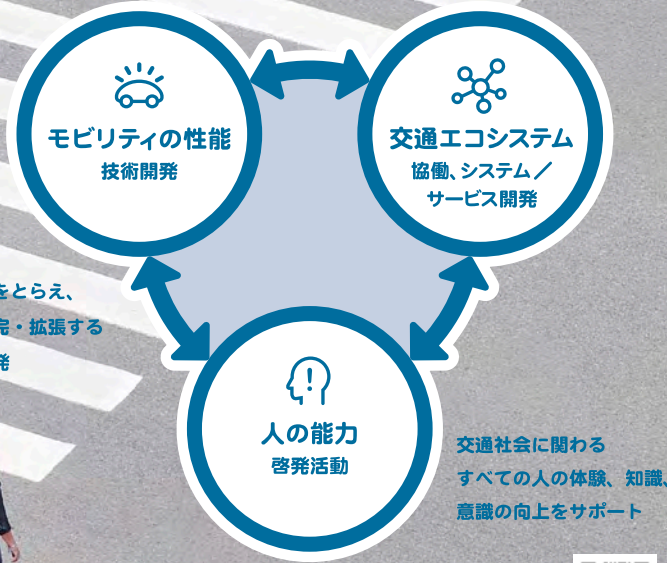 モビリティの性能
技術開発
交通エコシステム
協働、システム／
サービス開発
をとらえ、
完・拡張する
発
人の能力
啓発活動
交通社会に関わる
すべての人の体験、知識、
意識の向上をサポート